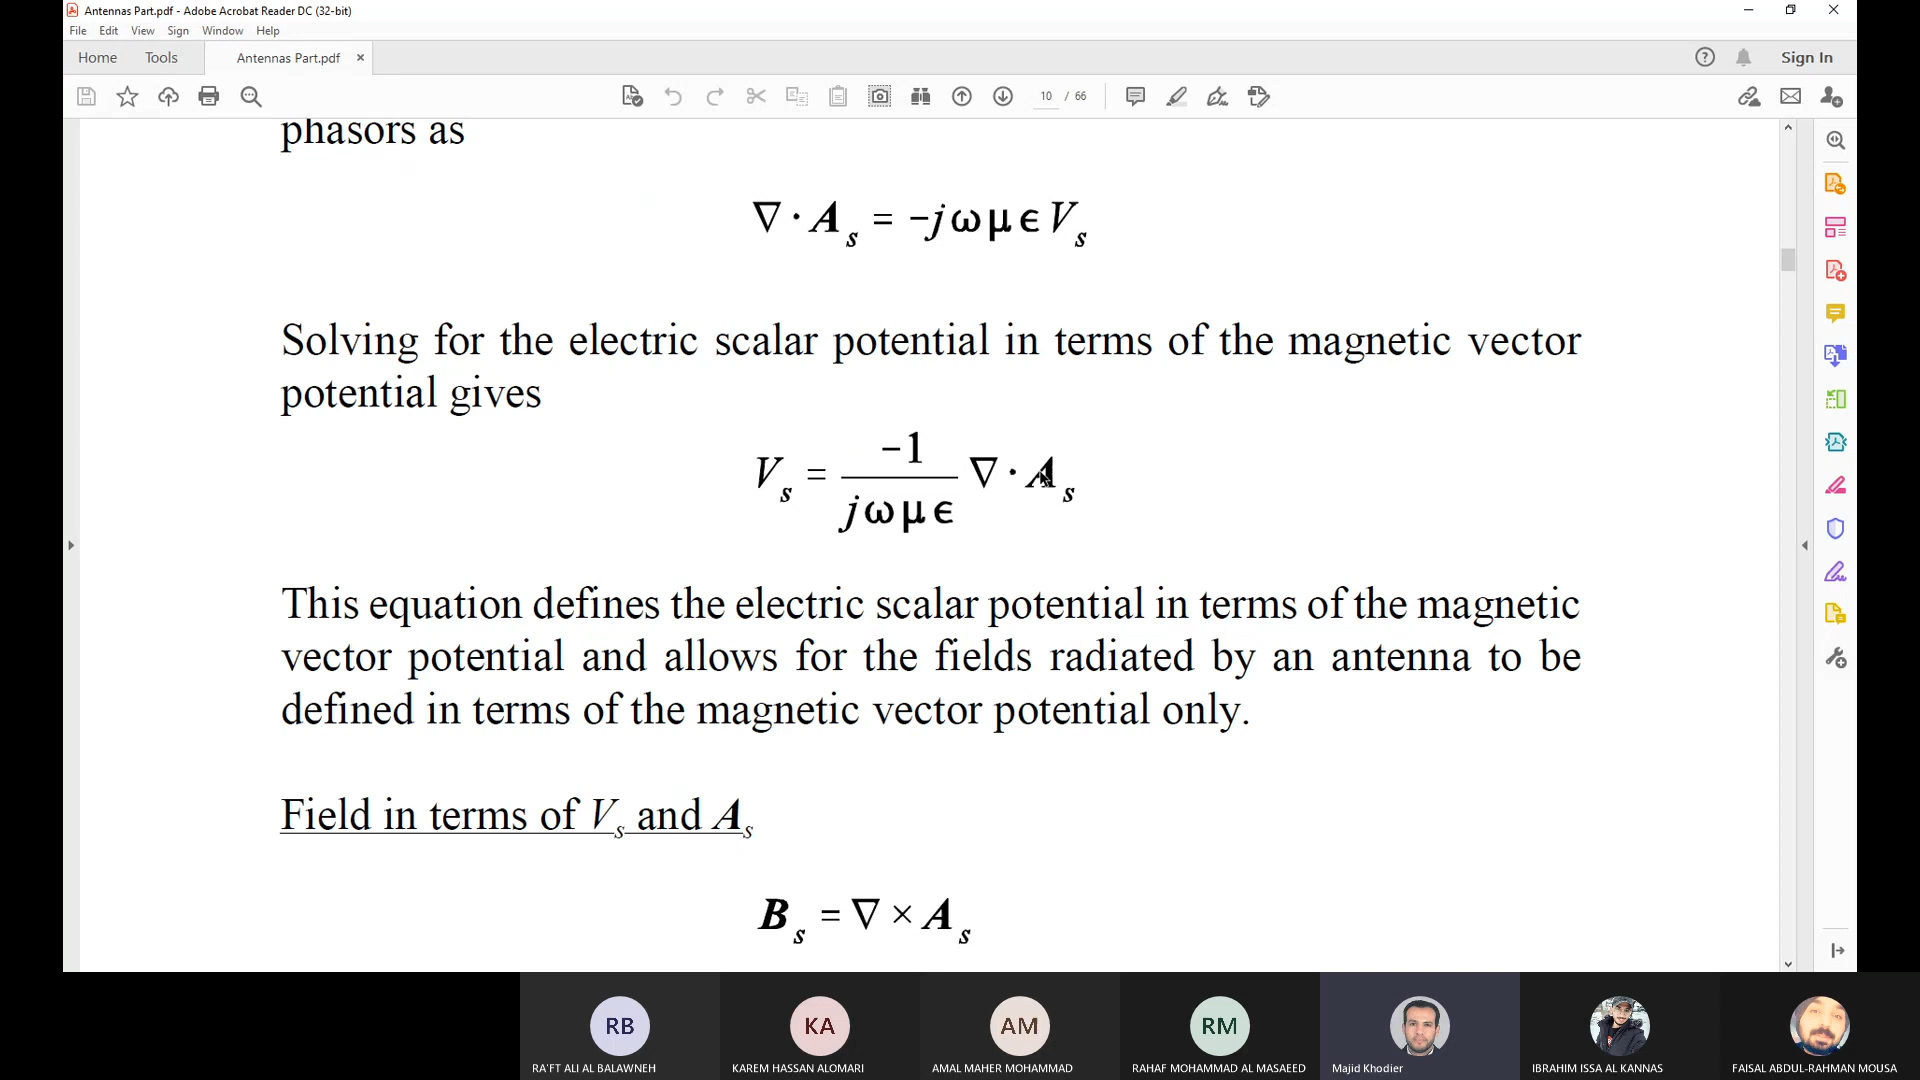 Antennas Part.pdf - Adobe Acrobat Reader DC (32-bit)
File Edit View Sign Window Help
Home Tools Antennas Part.pdf × Sign In
10 / 66
phasors as
∇ · A_s = −jωμϵV_s
Solving for the electric scalar potential in terms of the magnetic vector
potential gives
V_s = −1 / jωμϵ ∇ · A_s
This equation defines the electric scalar potential in terms of the magnetic
vector potential and allows for the fields radiated by an antenna to be
defined in terms of the magnetic vector potential only.
Field in terms of V_s and A_s
B_s = ∇ × A_s
RB KA AM RM
RA'FT ALI AL BALAWNEH KAREM HASSAN ALOMARI AMAL MAHER MOHAMMAD RAHAF MOHAMMAD AL MASAEED Majid Khodier IBRAHIM ISSA AL KANNAS FAISAL ABDUL-RAHMAN MOUSA